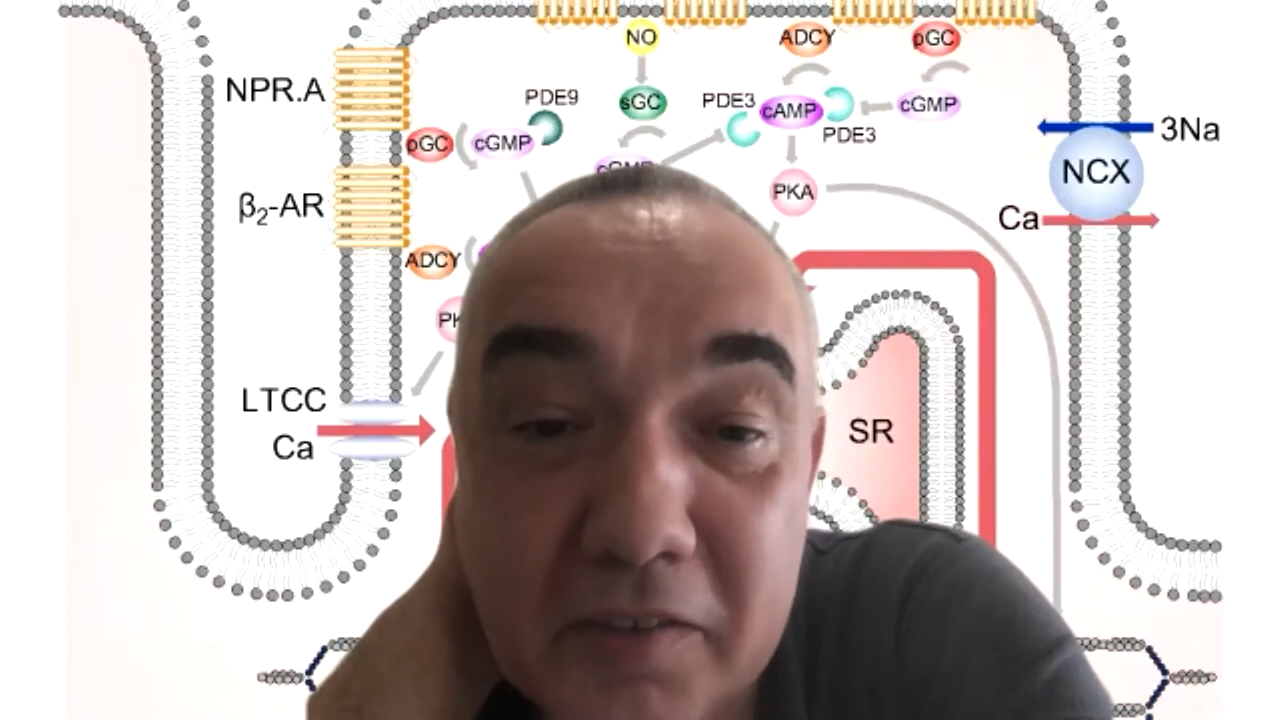 NO
ADCY
pGC
NPR.A
PDE9
sGC
PDE3
cAMP
cGMP
3Na
PDE3
pGC
cGMP
cGMP
NCX
PKA
β2-AR
Ca
ADCY
LTCC
SR
Ca